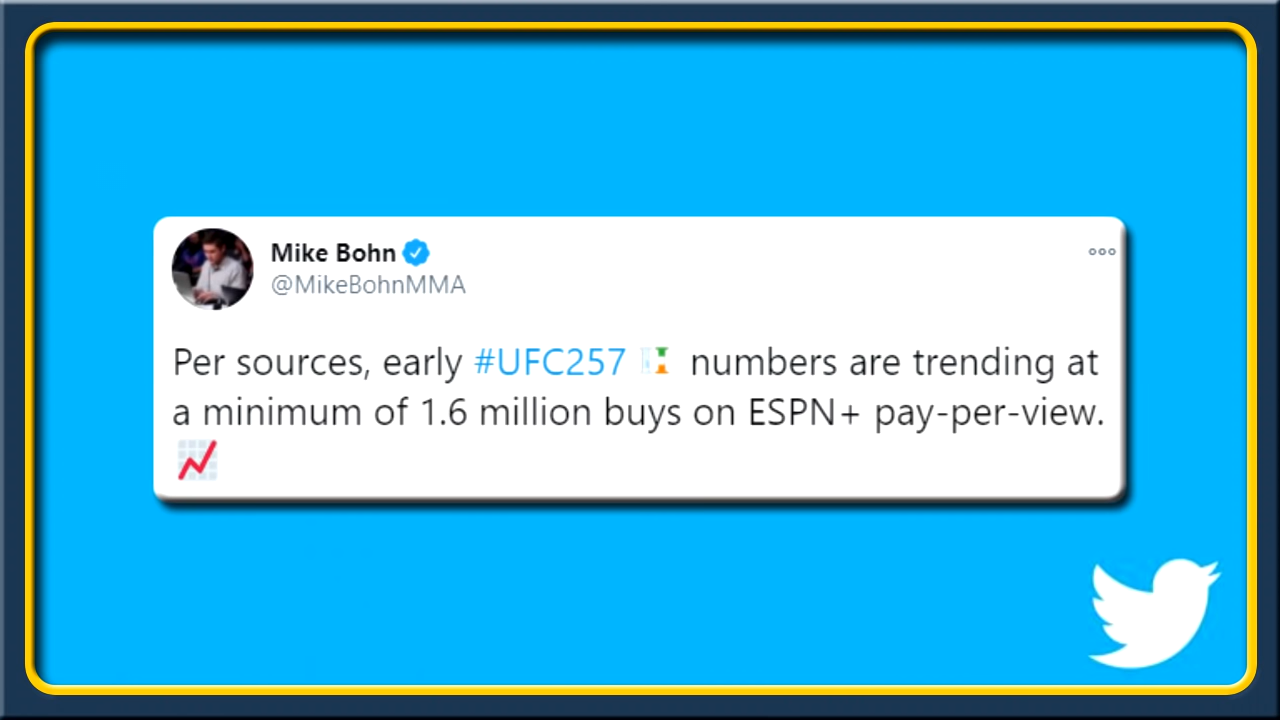 Mike Bohn
@MikeBohnMMA
Per sources, early #UFC257 numbers are trending at
a minimum of 1.6 million buys on ESPN+ pay-per-view.